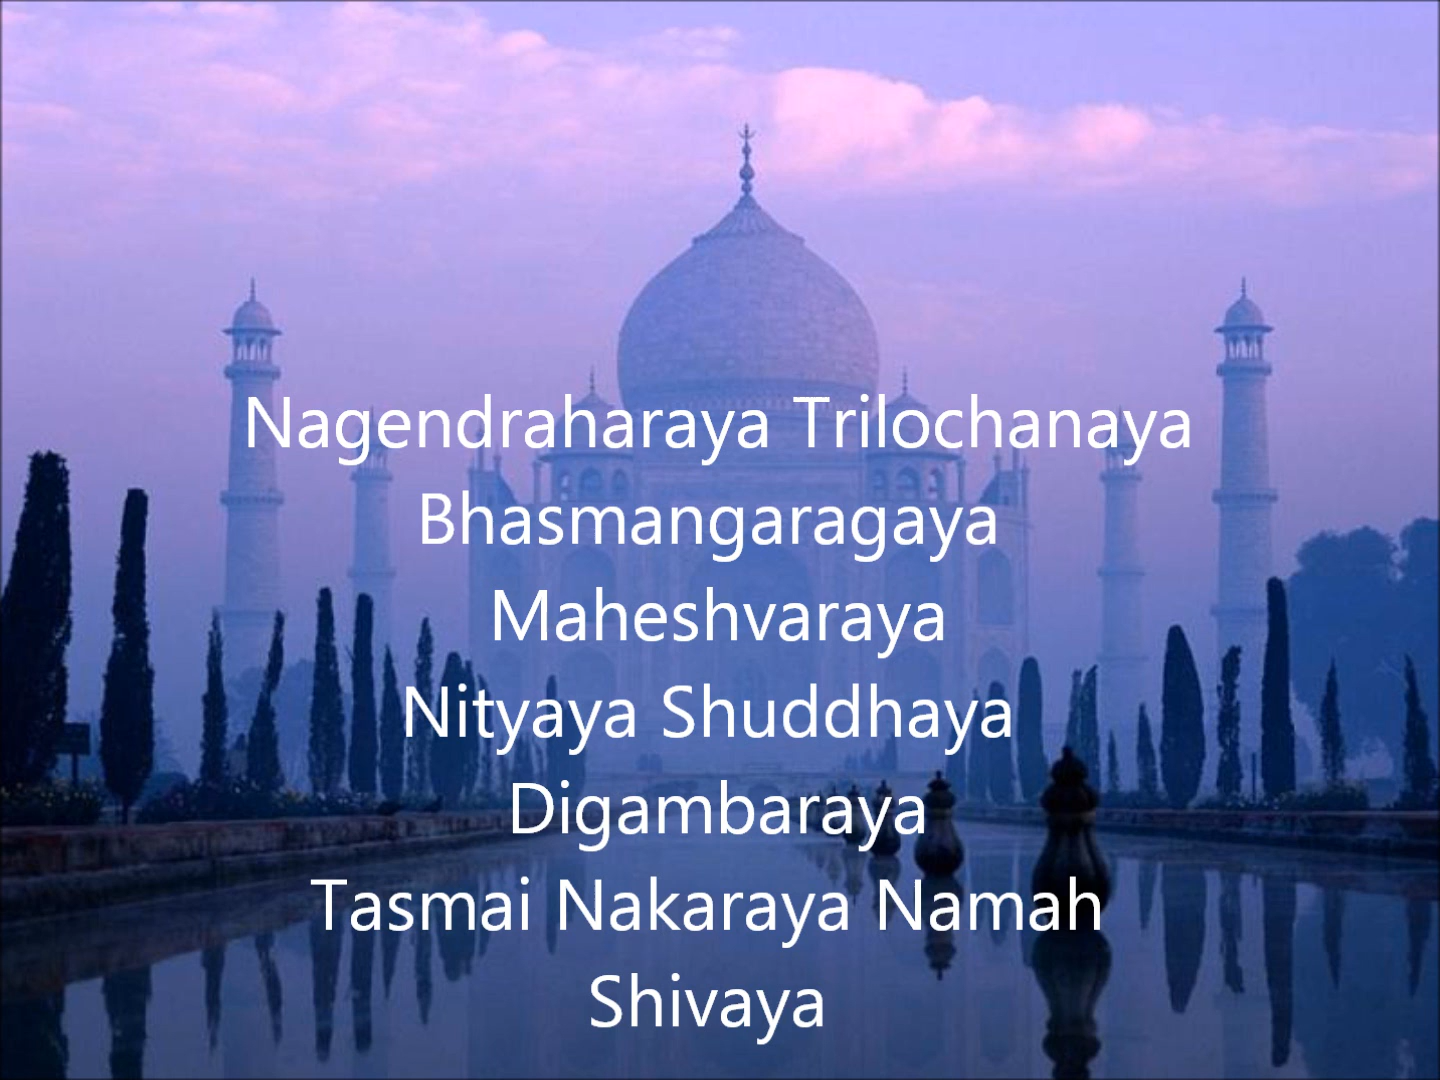 Nagendraharaya Trilochanaya
Bhasmangaragaya
Maheshvaraya
Nityaya Shuddhaya
Digambaraya
Tasmai Nakaraya Namah
Shivaya